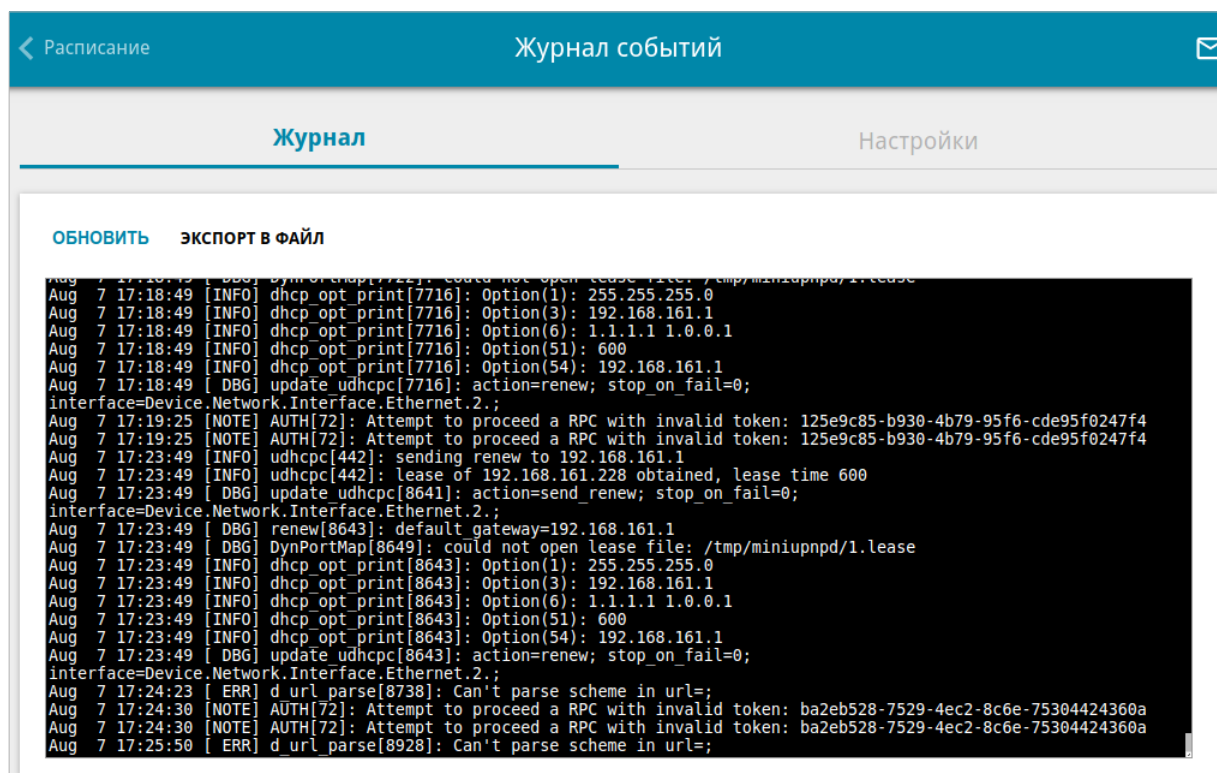 Расписание
Журнал событий
Журнал
Настройки
ОБНОВИТЬ
ЭКСПОРТ В ФАЙЛ
Aug  7 17:18:49 [ DBG] DynPortMap[7722]: could not open lease file: /tmp/miniupnpd/1.lease
Aug  7 17:18:49 [INFO] dhcp_opt_print[7716]: Option(1): 255.255.255.0
Aug  7 17:18:49 [INFO] dhcp_opt_print[7716]: Option(3): 192.168.161.1
Aug  7 17:18:49 [INFO] dhcp_opt_print[7716]: Option(6): 1.1.1.1 1.0.0.1
Aug  7 17:18:49 [INFO] dhcp_opt_print[7716]: Option(51): 600
Aug  7 17:18:49 [INFO] dhcp_opt_print[7716]: Option(54): 192.168.161.1
Aug  7 17:18:49 [ DBG] update_udhcpc[7716]: action=renew; stop_on_fail=0;
interface=Device.Network.Interface.Ethernet.2.;
Aug  7 17:19:25 [NOTE] AUTH[72]: Attempt to proceed a RPC with invalid token: 125e9c85-b930-4b79-95f6-cde95f0247f4
Aug  7 17:19:25 [NOTE] AUTH[72]: Attempt to proceed a RPC with invalid token: 125e9c85-b930-4b79-95f6-cde95f0247f4
Aug  7 17:23:49 [INFO] udhcpc[442]: sending renew to 192.168.161.1
Aug  7 17:23:49 [INFO] udhcpc[442]: lease of 192.168.161.228 obtained, lease time 600
Aug  7 17:23:49 [ DBG] update_udhcpc[8641]: action=send_renew; stop_on_fail=0;
interface=Device.Network.Interface.Ethernet.2.;
Aug  7 17:23:49 [ DBG] renew[8643]: default_gateway=192.168.161.1
Aug  7 17:23:49 [ DBG] DynPortMap[8649]: could not open lease file: /tmp/miniupnpd/1.lease
Aug  7 17:23:49 [INFO] dhcp_opt_print[8643]: Option(1): 255.255.255.0
Aug  7 17:23:49 [INFO] dhcp_opt_print[8643]: Option(3): 192.168.161.1
Aug  7 17:23:49 [INFO] dhcp_opt_print[8643]: Option(6): 1.1.1.1 1.0.0.1
Aug  7 17:23:49 [INFO] dhcp_opt_print[8643]: Option(51): 600
Aug  7 17:23:49 [INFO] dhcp_opt_print[8643]: Option(54): 192.168.161.1
Aug  7 17:23:49 [ DBG] update_udhcpc[8643]: action=renew; stop_on_fail=0;
interface=Device.Network.Interface.Ethernet.2.;
Aug  7 17:24:23 [ ERR] d_url_parse[8738]: Can't parse scheme in url=;
Aug  7 17:24:30 [NOTE] AUTH[72]: Attempt to proceed a RPC with invalid token: ba2eb528-7529-4ec2-8c6e-75304424360a
Aug  7 17:24:30 [NOTE] AUTH[72]: Attempt to proceed a RPC with invalid token: ba2eb528-7529-4ec2-8c6e-75304424360a
Aug  7 17:25:50 [ ERR] d_url_parse[8928]: Can't parse scheme in url=;